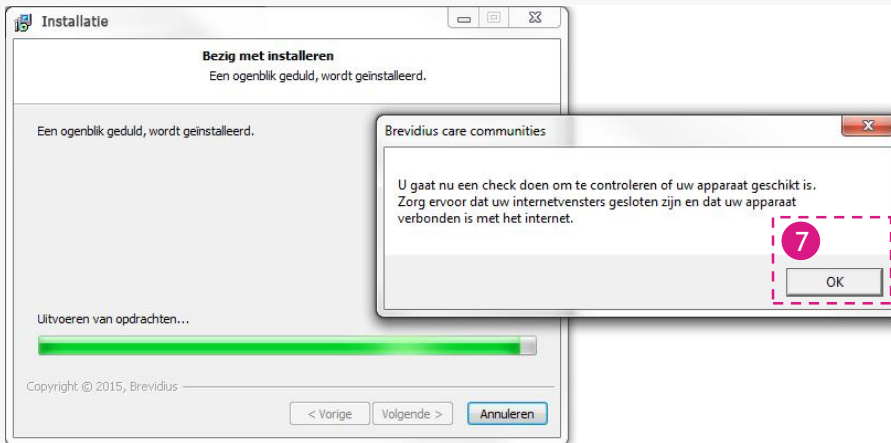 Installatie
Bezig met installeren
Een ogenblik geduld, wordt geïnstalleerd.
Een ogenblik geduld, wordt geïnstalleerd.
Brevidius care communities
U gaat nu een check doen om te controleren of uw apparaat geschikt is.
Zorg ervoor dat uw internetvensters gesloten zijn en dat uw apparaat
verbonden is met het internet.
7
OK
Uitvoeren van opdrachten...
Copyright © 2015, Brevidius
< Vorige Volgende > Annuleren